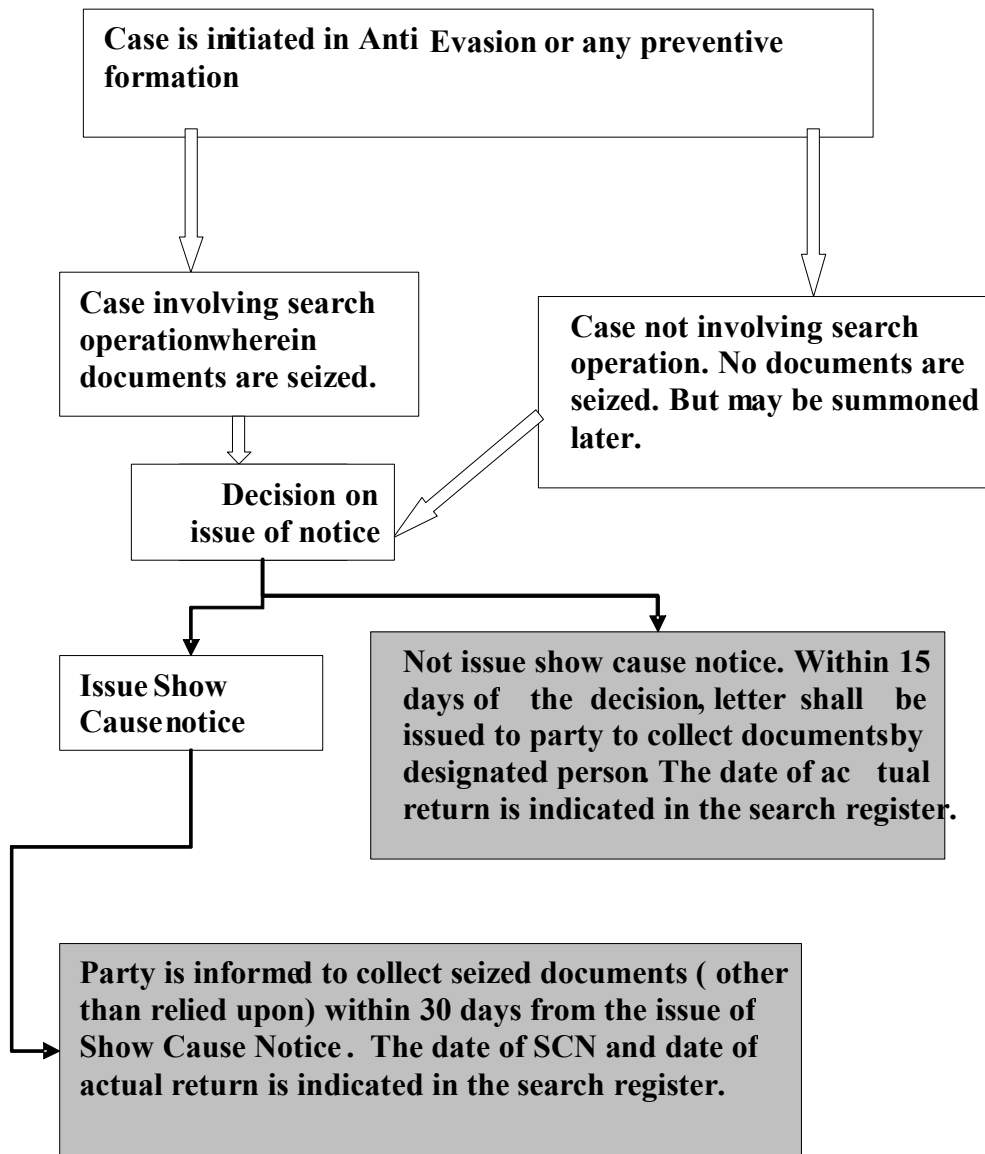 Case is initiated in Anti Evasion or any preventive
formation
Case involving search
operationwherein
documents are seized.
Case not involving search
operation. No documents are
seized. But may be summoned
later.
Decision on
issue of notice
Issue Show
Causenotice
Not issue show cause notice. Within 15
days of the decision, letter shall be
issued to party to collect documentsby
designated person. The date of ac tual
return is indicated in the search register.
Party is informed to collect seized documents ( other
than relied upon) within 30 days from the issue of
Show Cause Notice . The date of SCN and date of
actual return is indicated in the search register.